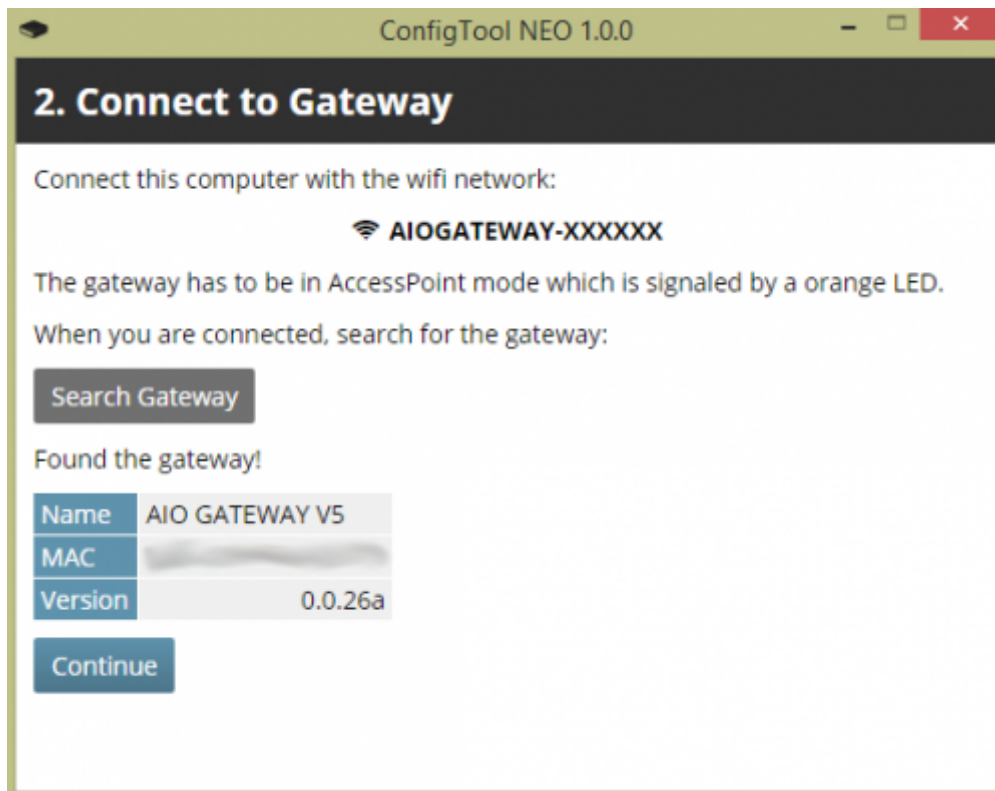 ConfigTool NEO 1.0.0
2. Connect to Gateway
Connect this computer with the wifi network:
AIOGATEWAY-XXXXXX
The gateway has to be in AccessPoint mode which is signaled by a orange LED.
When you are connected, search for the gateway:
Search Gateway
Found the gateway!
Name AIO GATEWAY V5
MAC
Version 0.0.26a
Continue